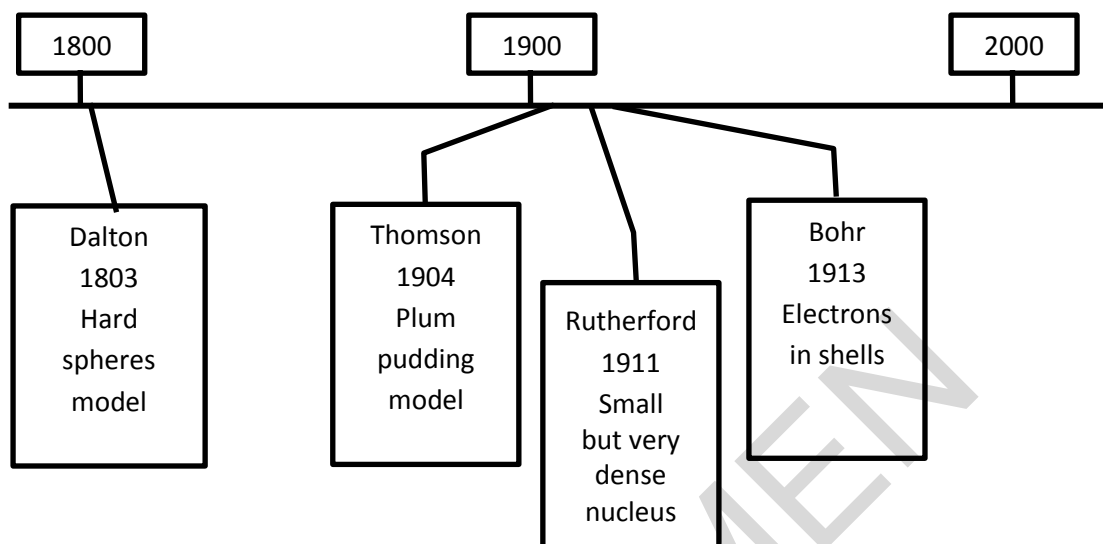 1800
1900
2000
Dalton
1803
Hard
spheres
model
Thomson
1904
Plum
pudding
model
Rutherford
1911
Small
but very
dense
nucleus
Bohr
1913
Electrons
in shells
MEN